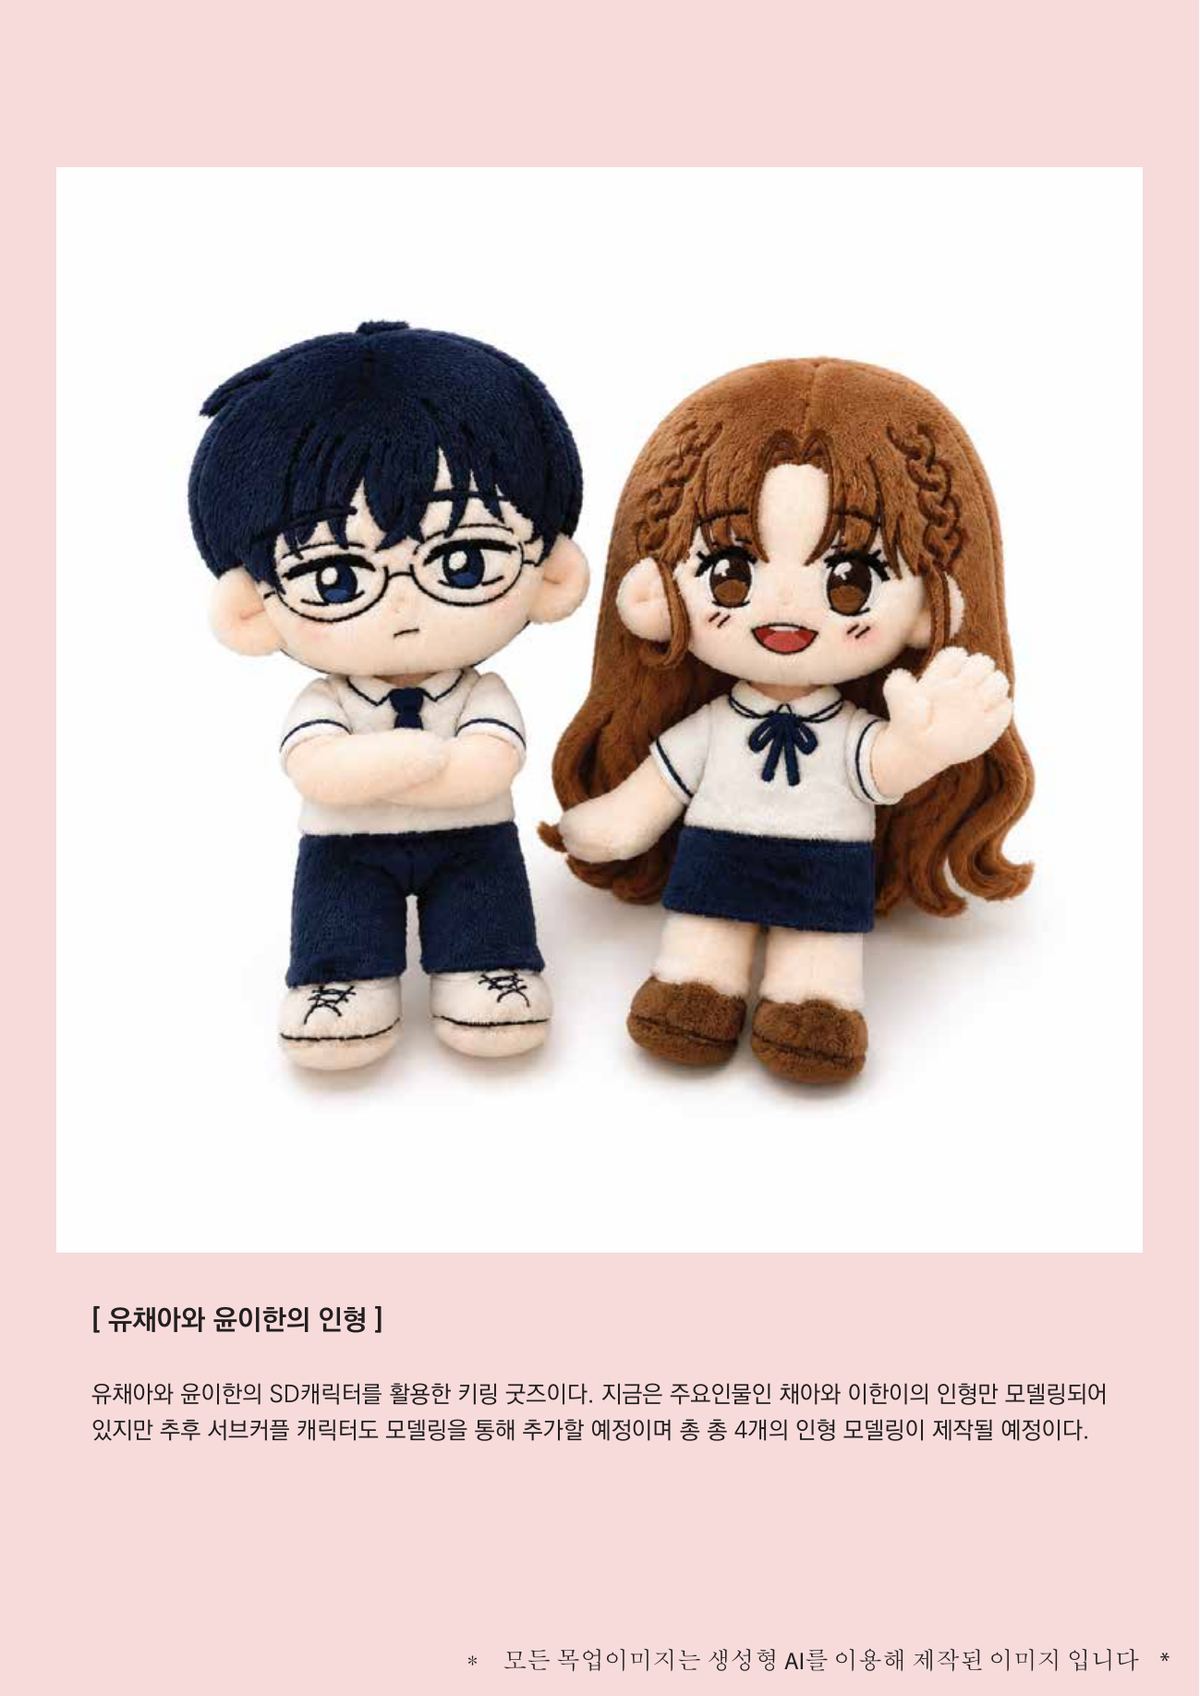 [ 유채아와 윤이한의 인형 ]
유채아와 윤이한의 SD캐릭터를 활용한 키링 굿즈이다. 지금은 주요인물인 채아와 이한이의 인형만 모델링되어
있지만 추후 서브커플 캐릭터도 모델링을 통해 추가할 예정이며 총 총 4개의 인형 모델링이 제작될 예정이다.
* 모든 목업이미지는 생성형 AI를 이용해 제작된 이미지 입니다 *